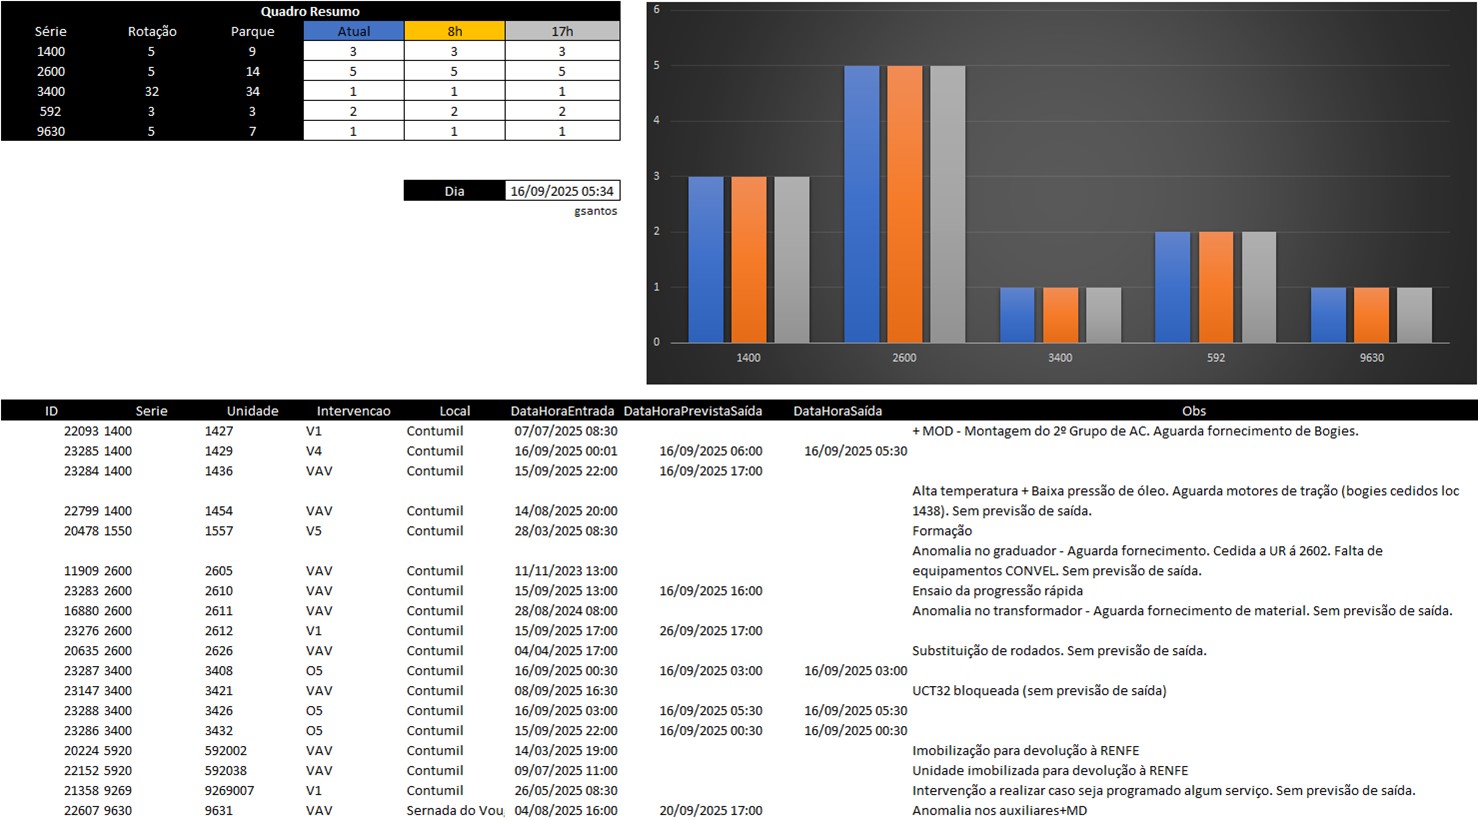 Quadro Resumo
Série Rotação Parque Atual 8h 17h
1400 5 9 3 3 3
2600 5 14 5 5 5
3400 32 34 1 1 1
592 3 3 2 2 2
9630 5 7 1 1 1
Dia 16/09/2025 05:34
gsantos
6
5
4
3
2
1
0
1400 2600 3400 592 9630
ID Serie Unidade Intervencao Local DataHoraEntrada DataHoraPrevistaSaída DataHoraSaída Obs
22093 1400 1427 V1 Contumil 07/07/2025 08:30 + MOD - Montagem do 2º Grupo de AC. Aguarda fornecimento de Bogies.
23285 1400 1429 V4 Contumil 16/09/2025 00:01 16/09/2025 06:00 16/09/2025 05:30
23284 1400 1436 VAV Contumil 15/09/2025 22:00 16/09/2025 17:00
Alta temperatura + Baixa pressão de óleo. Aguarda motores de tração (bogies cedidos loc
22799 1400 1454 VAV Contumil 14/08/2025 20:00 1438). Sem previsão de saída.
20478 1550 1557 V5 Contumil 28/03/2025 08:30 Formação
Anomalia no graduador - Aguarda fornecimento. Cedida a UR á 2602. Falta de
11909 2600 2605 VAV Contumil 11/11/2023 13:00 equipamentos CONVEL. Sem previsão de saída.
23283 2600 2610 VAV Contumil 15/09/2025 13:00 16/09/2025 16:00 Ensaio da progressão rápida
16880 2600 2611 VAV Contumil 28/08/2024 08:00 Anomalia no transformador - Aguarda fornecimento de material. Sem previsão de saída.
23276 2600 2612 V1 Contumil 15/09/2025 17:00 26/09/2025 17:00
20635 2600 2626 VAV Contumil 04/04/2025 17:00 Substituição de rodados. Sem previsão de saída.
23287 3400 3408 O5 Contumil 16/09/2025 00:30 16/09/2025 03:00 16/09/2025 03:00
23147 3400 3421 VAV Contumil 08/09/2025 16:30 UCT32 bloqueada (sem previsão de saída)
23288 3400 3426 O5 Contumil 16/09/2025 03:00 16/09/2025 05:30 16/09/2025 05:30
23286 3400 3432 O5 Contumil 15/09/2025 22:00 16/09/2025 00:30 16/09/2025 00:30
20224 5920 592002 VAV Contumil 14/03/2025 19:00 Imobilização para devolução à RENFE
22152 5920 592038 VAV Contumil 09/07/2025 11:00 Unidade imobilizada para devolução à RENFE
21358 9269 9269007 V1 Contumil 26/05/2025 08:30 Intervenção a realizar caso seja programado algum serviço. Sem previsão de saída.
22607 9630 9631 VAV Sernada do Vou 04/08/2025 16:00 20/09/2025 17:00 Anomalia nos auxiliares+MD